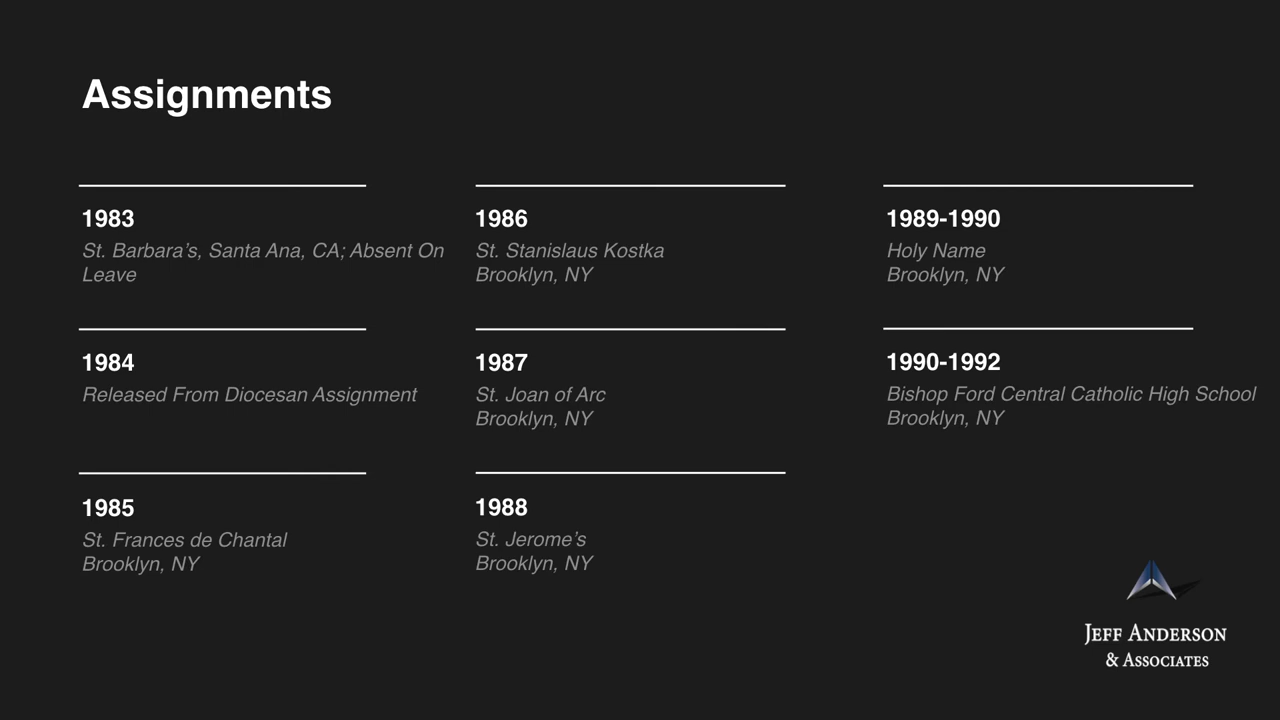 Assignments
1983
St. Barbara's, Santa Ana, CA; Absent On
Leave
1984
Released From Diocesan Assignment
1985
St. Frances de Chantal
Brooklyn, NY
1986
St. Stanislaus Kostka
Brooklyn, NY
1987
St. Joan of Arc
Brooklyn, NY
1988
St. Jerome's
Brooklyn, NY
1989-1990
Holy Name
Brooklyn, NY
1990-1992
Bishop Ford Central Catholic High School
Brooklyn, NY
JEFF ANDERSON
& ASSOCIATES